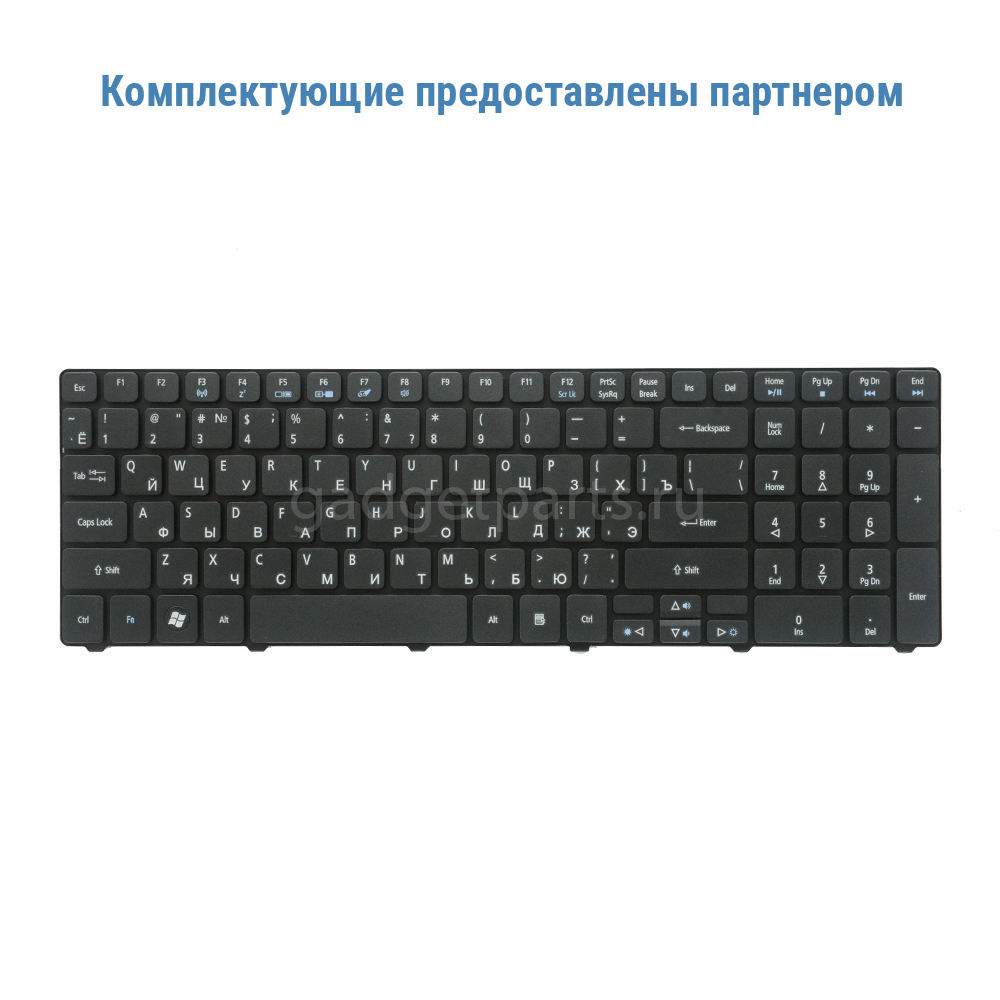 Комплектующие предоставлены партнером
Esc F1 F2 F3 F4 F5 F6 F7 F8 F9 F10 F11 F12 PrtSc Pause Ins Del Home Pg Up Pg Dn End
zz Scr Lk SysRq Break
~ ! @ " # № $ ; % ^ : & ? * ( ) — + Backspace Num Lock / * −
` Ё 1 2 3 4 5 6 7 ? 8 9 0 − =
Tab Q W E R T Y U I O P { } | / 7 8 9 +
Й Ц У К Е Н Г Ш Щ З [ Х ] Ъ \ \ Home Pg Up
gadgetparts.ru
Caps Lock A S D F G H J K L : " Enter 4 5 6
Ф Ы В А П Р О Л Д ; Ж ' Э
Shift Z X C V B N M < > ? , Shift 1 2 3 Enter
Я Ч С М И Т Ь , Б . Ю / . End Pg Dn
Ctrl Fn Alt Alt Ctrl 0 .
Ins Del